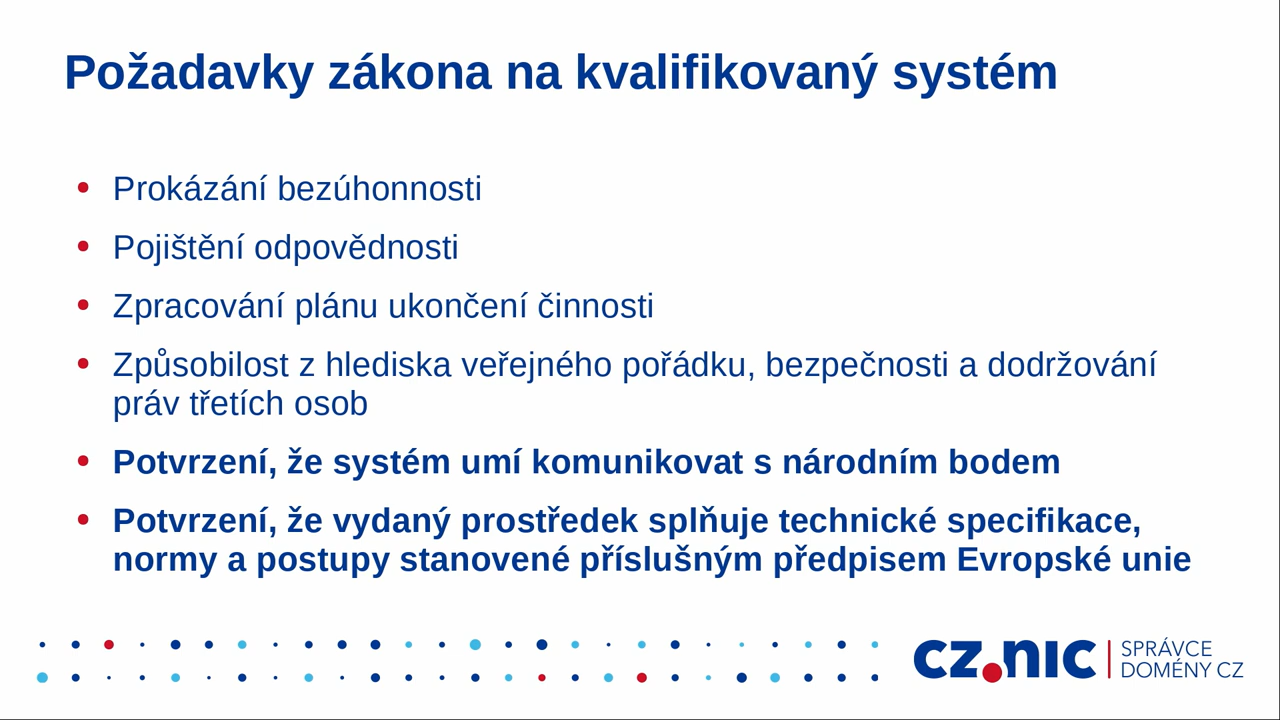 Požadavky zákona na kvalifikovaný systém
Prokázání bezúhonnosti
Pojištění odpovědnosti
Zpracování plánu ukončení činnosti
Způsobilost z hlediska veřejného pořádku, bezpečnosti a dodržování
práv třetích osob
Potvrzení, že systém umí komunikovat s národním bodem
Potvrzení, že vydaný prostředek splňuje technické specifikace,
normy a postupy stanovené příslušným předpisem Evropské unie
cz.nic
SPRÁVCE
DOMÉNY CZ